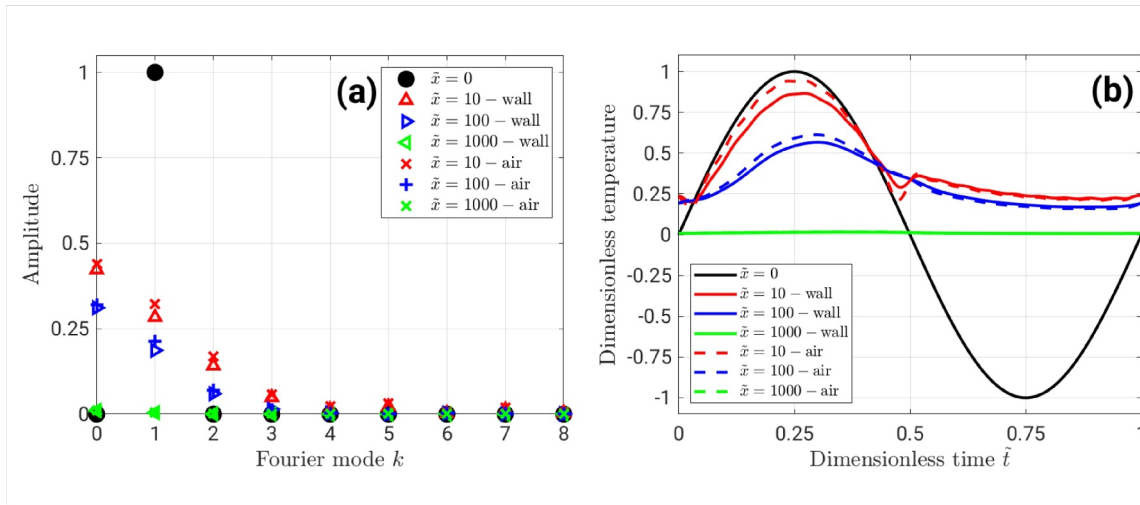 (a)
1
0.75
0.5
0.25
0
0 1 2 3 4 5 6 7 8
Amplitude
Fourier mode k
x̃ = 0
x̃ = 10 − wall
x̃ = 100 − wall
x̃ = 1000 − wall
x̃ = 10 − air
x̃ = 100 − air
x̃ = 1000 − air
(b)
1
0.75
0.5
0.25
0
-0.25
-0.5
-0.75
-1
0 0.25 0.5 0.75 1
Dimensionless temperature
Dimensionless time t̃
x̃ = 0
x̃ = 10 − wall
x̃ = 100 − wall
x̃ = 1000 − wall
x̃ = 10 − air
x̃ = 100 − air
x̃ = 1000 − air